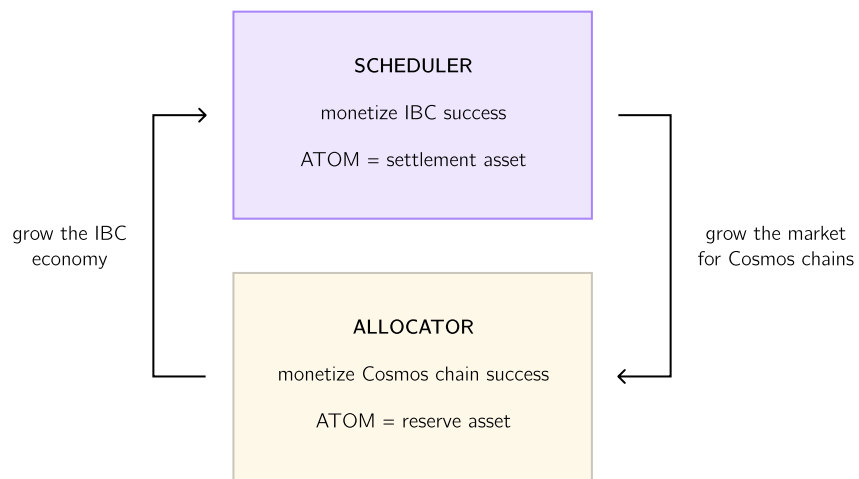 SCHEDULER
monetize IBC success
ATOM = settlement asset
grow the IBC
economy
grow the market
for Cosmos chains
ALLOCATOR
monetize Cosmos chain success
ATOM = reserve asset